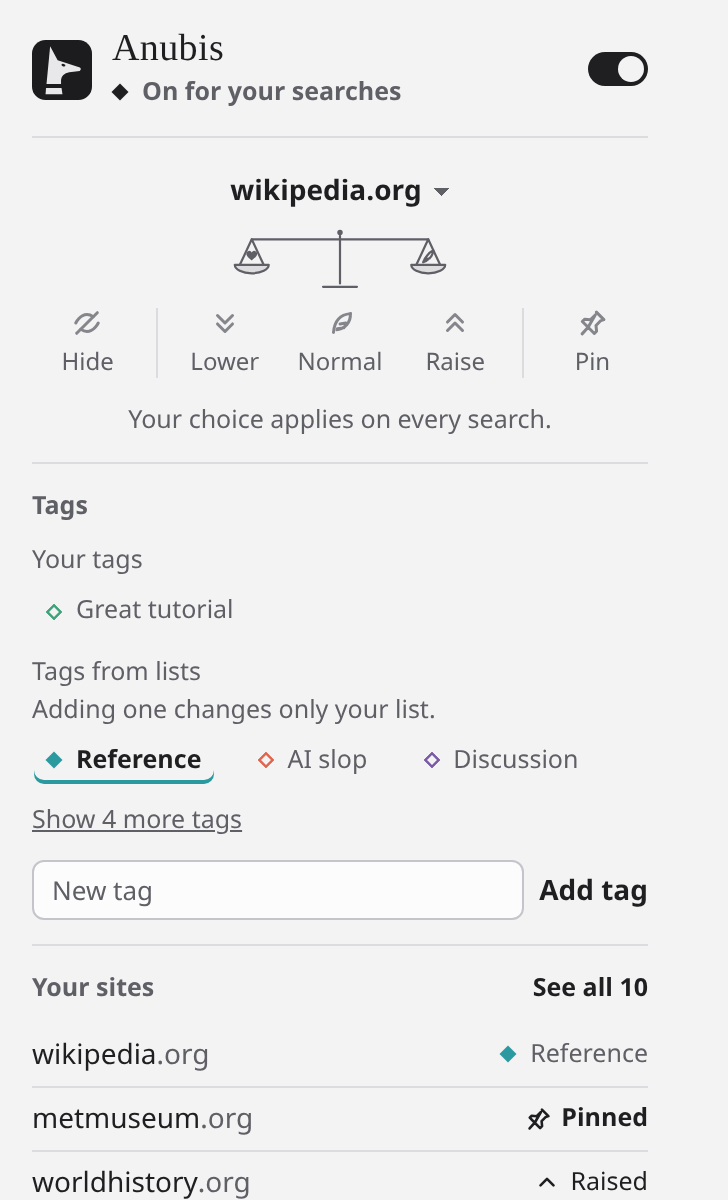 Anubis
On for your searches
wikipedia.org
Hide Lower Normal Raise Pin
Your choice applies on every search.
Tags
Your tags
Great tutorial
Tags from lists
Adding one changes only your list.
Reference AI slop Discussion
Show 4 more tags
New tag Add tag
Your sites See all 10
wikipedia.org Reference
metmuseum.org Pinned
worldhistory.org Raised